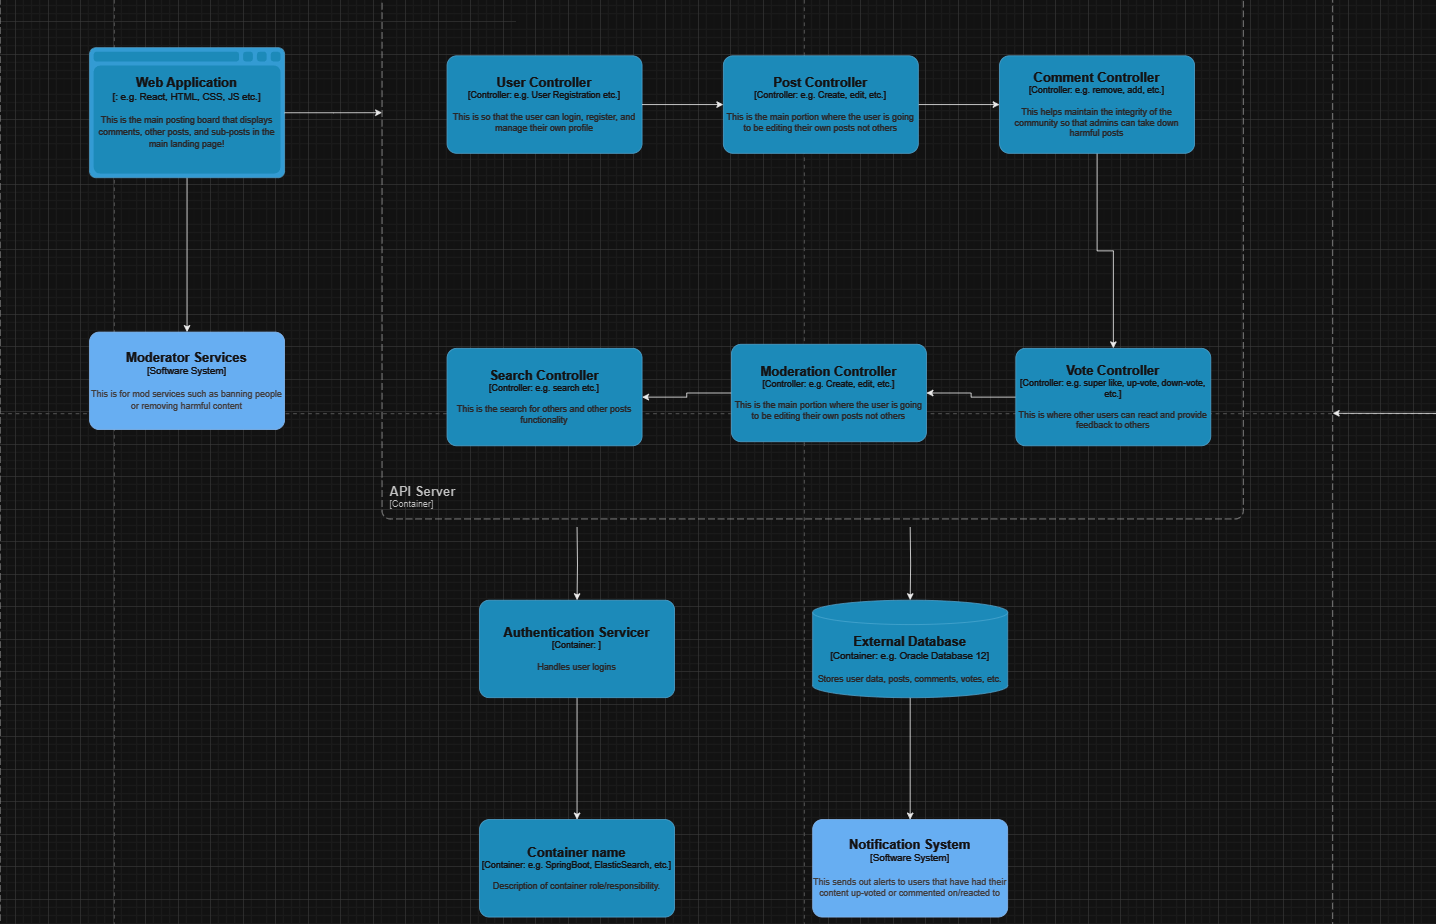 Web Application
[: e.g. React, HTML, CSS, JS etc.]
This is the main posting board that displays
comments, other posts, and sub-posts in the
main landing page!
User Controller
[Controller: e.g. User Registration etc.]
This is so that the user can login, register, and
manage their own profile
Post Controller
[Controller: e.g. Create, edit, etc.]
This is the main portion where the user is going
to be editing their own posts not others
Comment Controller
[Controller: e.g. remove, add, etc.]
This helps maintain the integrity of the
community so that admins can take down
harmful posts
Moderator Services
[Software System]
This is for mod services such as banning people
or removing harmful content
Search Controller
[Controller: e.g. search etc.]
This is the search for others and other posts
functionality
Moderation Controller
[Controller: e.g. Create, edit, etc.]
This is the main portion where the user is going
to be editing their own posts not others
Vote Controller
[Controller: e.g. super like, up-vote, down-vote,
etc.]
This is where other users can react and provide
feedback to others
API Server
[Container]
Authentication Servicer
[Container: ]
Handles user logins
External Database
[Container: e.g. Oracle Database 12]
Stores user data, posts, comments, votes, etc.
Container name
[Container: e.g. SpringBoot, ElasticSearch, etc.]
Description of container role/responsibility.
Notification System
[Software System]
This sends out alerts to users that have had their
content up-voted or commented on/reacted to